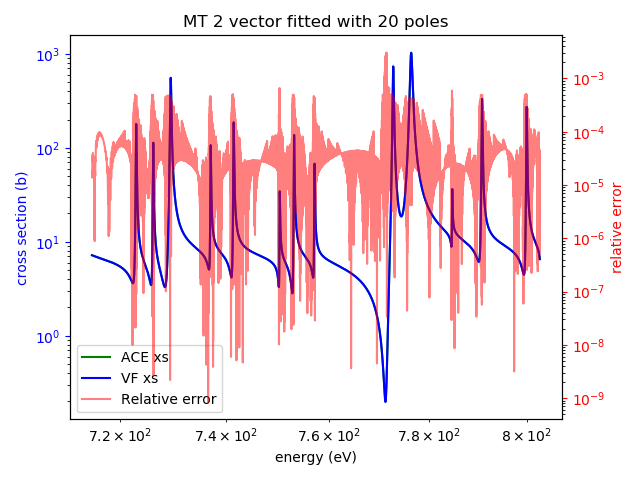 MT 2 vector fitted with 20 poles
10³
10²
10¹
10⁰
cross section (b)
10⁻³
10⁻⁴
10⁻⁵
10⁻⁶
10⁻⁷
10⁻⁸
10⁻⁹
relative error
ACE xs
VF xs
Relative error
7.2 × 10² 7.4 × 10² 7.6 × 10² 7.8 × 10² 8 × 10²
energy (eV)